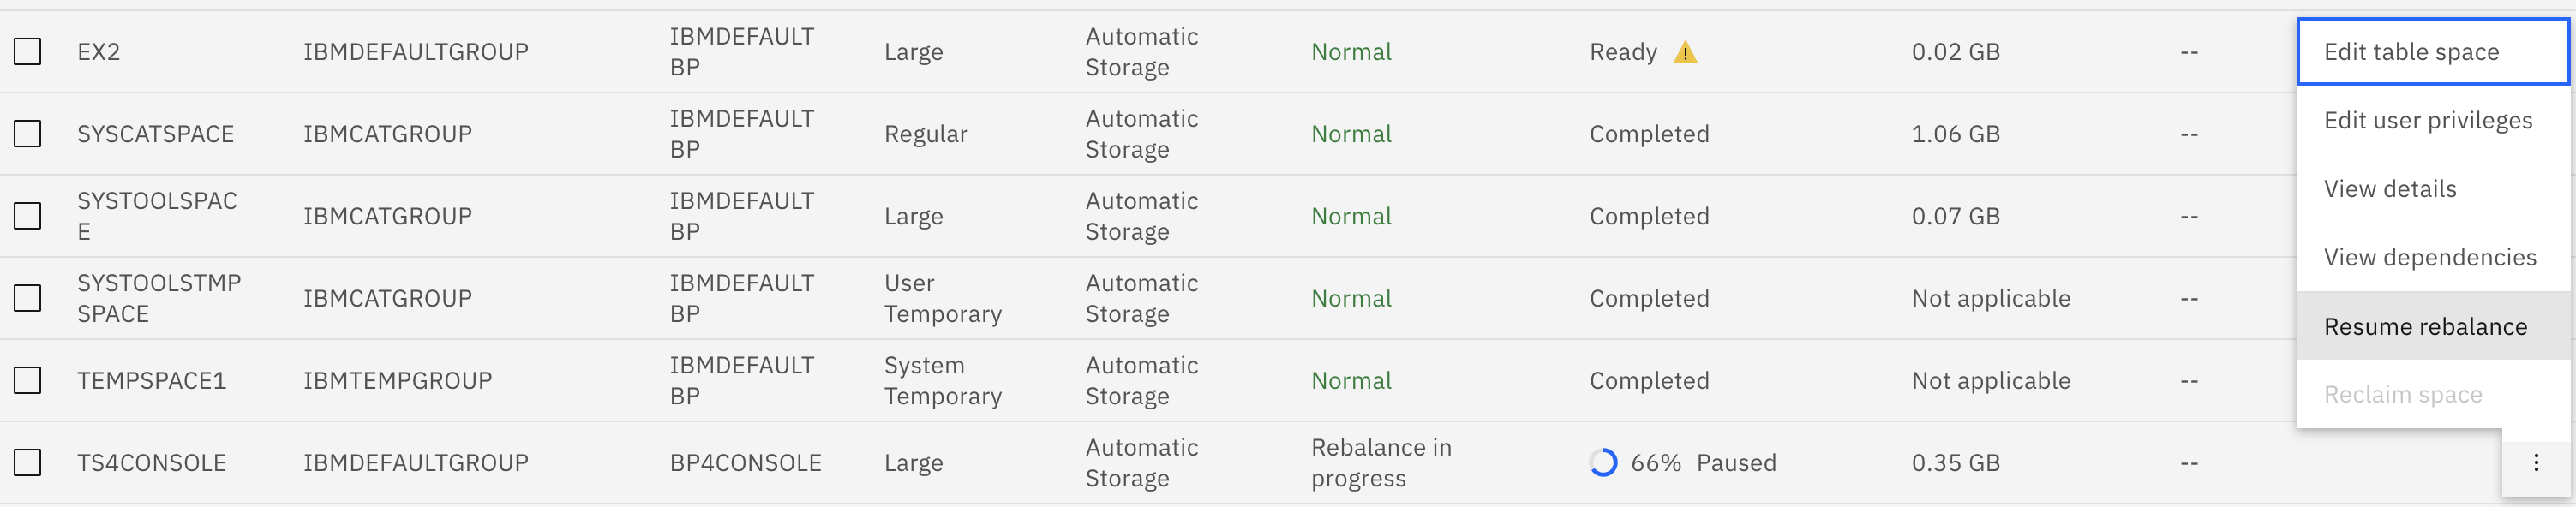 EX2 IBMDEFAULTGROUP IBMDEFAULT
BP Large Automatic
Storage Normal Ready 0.02 GB --
SYSCATSPACE IBMCATGROUP IBMDEFAULT
BP Regular Automatic
Storage Normal Completed 1.06 GB --
SYSTOOLSPAC
E IBMCATGROUP IBMDEFAULT
BP Large Automatic
Storage Normal Completed 0.07 GB --
SYSTOOLSTMP
SPACE IBMCATGROUP IBMDEFAULT
BP User
Temporary Automatic
Storage Normal Completed Not applicable --
TEMPSPACE1 IBMTEMPGROUP IBMDEFAULT
BP System
Temporary Automatic
Storage Normal Completed Not applicable --
TS4CONSOLE IBMDEFAULTGROUP BP4CONSOLE Large Automatic
Storage Rebalance in
progress 66% Paused 0.35 GB --
Edit table space
Edit user privileges
View details
View dependencies
Resume rebalance
Reclaim space